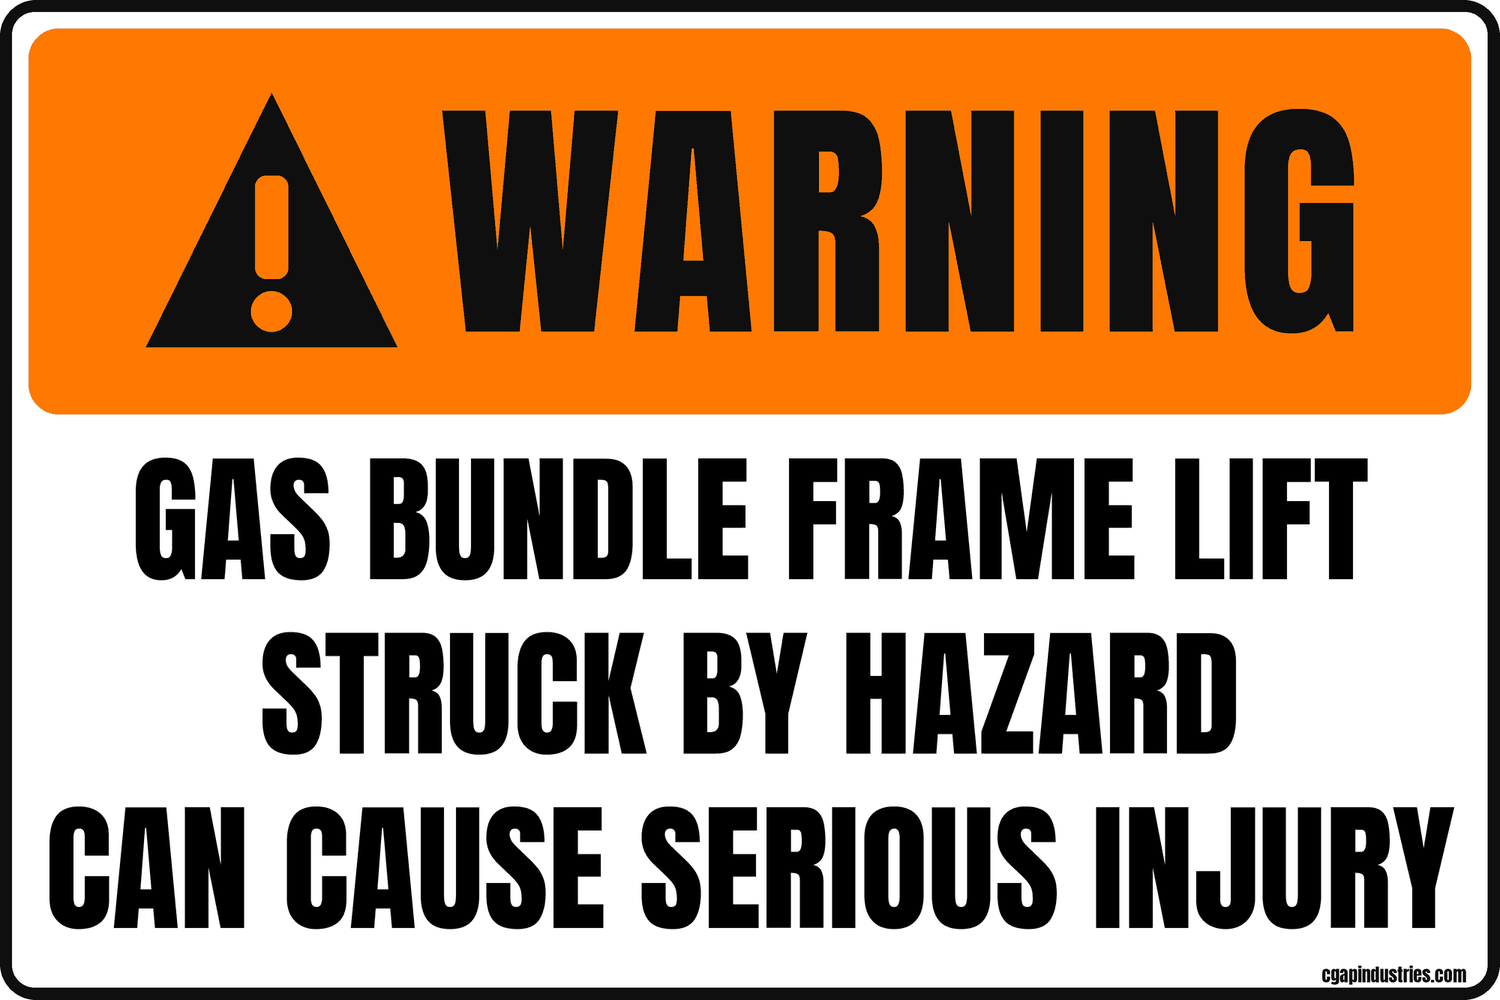 WARNING
GAS BUNDLE FRAME LIFT
STRUCK BY HAZARD
CAN CAUSE SERIOUS INJURY
cgapindustries.com